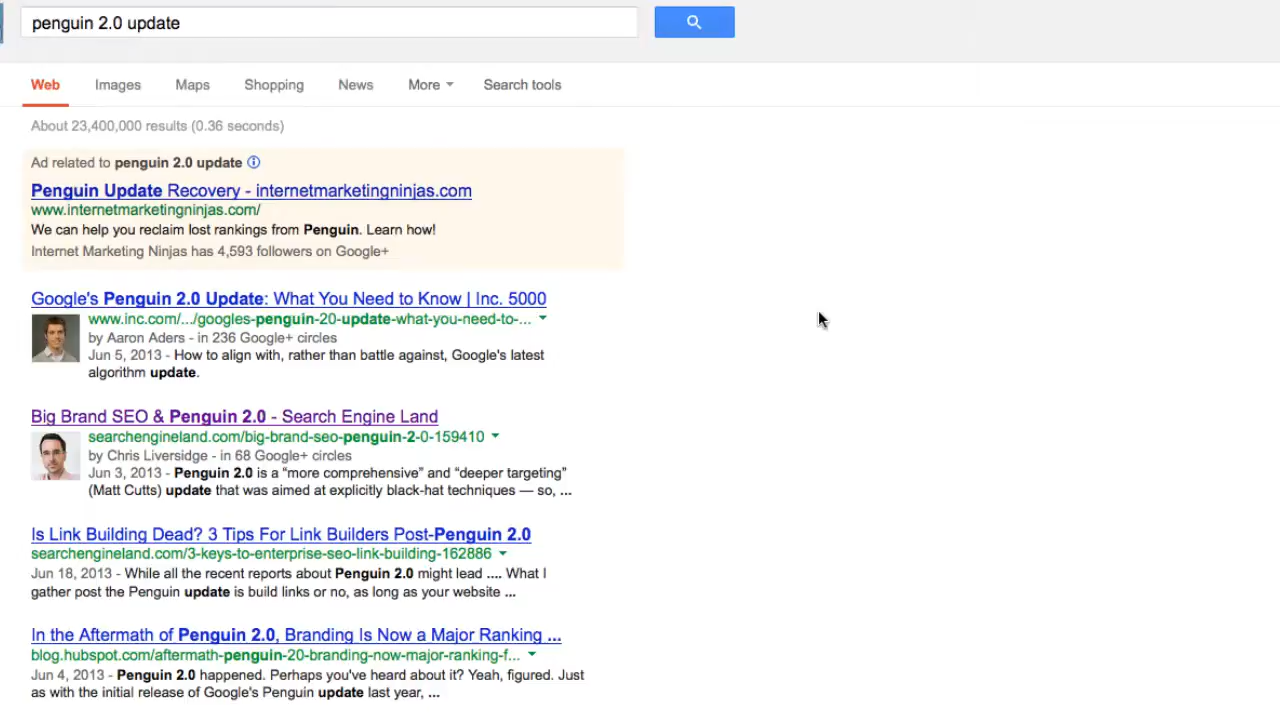 penguin 2.0 update
Web Images Maps Shopping News More Search tools
About 23,400,000 results (0.36 seconds)
Ad related to penguin 2.0 update
Penguin Update Recovery - internetmarketingninjas.com
www.internetmarketingninjas.com/
We can help you reclaim lost rankings from Penguin. Learn how!
Internet Marketing Ninjas has 4,593 followers on Google+
Google's Penguin 2.0 Update: What You Need to Know | Inc. 5000
www.inc.com/.../googles-penguin-20-update-what-you-need-to-...
by Aaron Aders - in 236 Google+ circles
Jun 5, 2013 - How to align with, rather than battle against, Google's latest
algorithm update.
Big Brand SEO & Penguin 2.0 - Search Engine Land
searchengineland.com/big-brand-seo-penguin-2-0-159410
by Chris Liversidge - in 68 Google+ circles
Jun 3, 2013 - Penguin 2.0 is a “more comprehensive” and “deeper targeting”
(Matt Cutts) update that was aimed at explicitly black-hat techniques — so, ...
Is Link Building Dead? 3 Tips For Link Builders Post-Penguin 2.0
searchengineland.com/3-keys-to-enterprise-seo-link-building-162886
Jun 18, 2013 - While all the recent reports about Penguin 2.0 might lead .... What I
gather post the Penguin update is build links or no, as long as your website ...
In the Aftermath of Penguin 2.0, Branding Is Now a Major Ranking ...
blog.hubspot.com/aftermath-penguin-20-branding-now-major-ranking-f...
Jun 4, 2013 - Penguin 2.0 happened. Perhaps you've heard about it? Yeah, figured. Just
as with the initial release of Google's Penguin update last year, ...